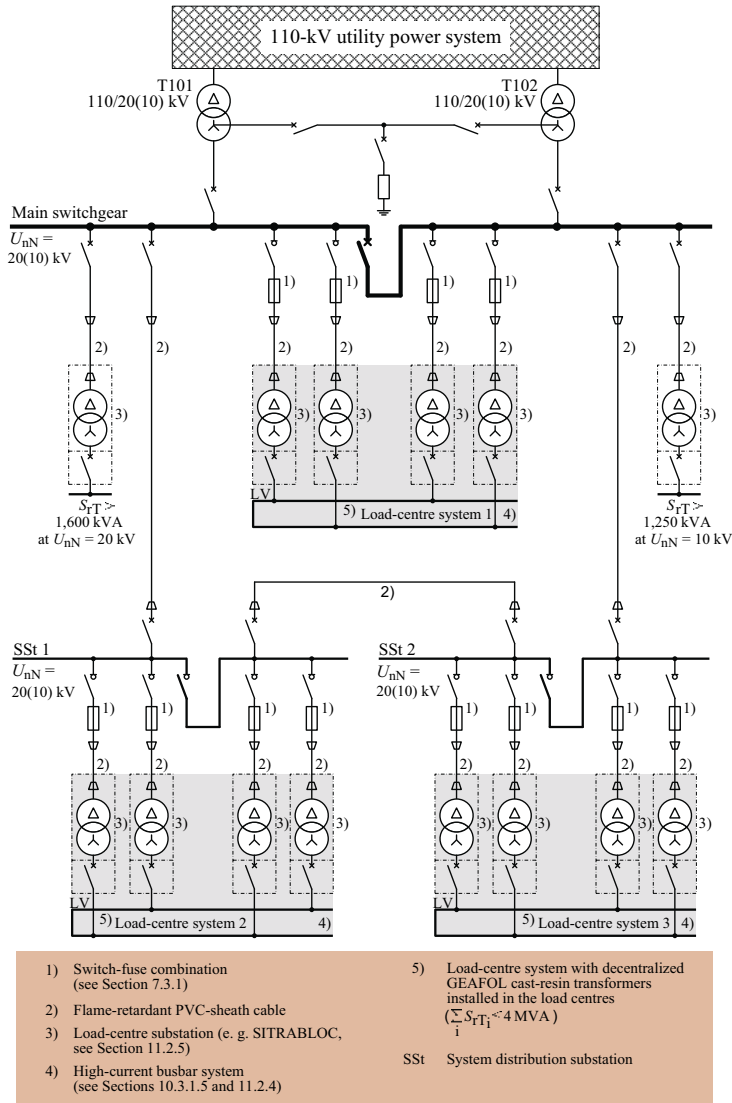 110-kV utility power system
T101
110/20(10) kV
T102
110/20(10) kV
Main switchgear
UnN =
20(10) kV
1)
1)
1)
1)
2)
2)
2)
2)
2)
2)
2)
2)
3)
3)
3)
3)
3)
3)
SrT >
1,600 kVA
at UnN = 20 kV
LV
5) Load-centre system 1 4)
SrT >
1,250 kVA
at UnN = 10 kV
2)
SSt 1
UnN =
20(10) kV
SSt 2
UnN =
20(10) kV
1)
1)
1)
1)
1)
1)
1)
1)
2)
2)
2)
2)
2)
2)
2)
2)
3)
3)
3)
3)
3)
3)
3)
3)
LV
5) Load-centre system 2 4)
LV
5) Load-centre system 3 4)
1) Switch-fuse combination
(see Section 7.3.1)
2) Flame-retardant PVC-sheath cable
3) Load-centre substation (e. g. SITRABLOC,
see Section 11.2.5)
4) High-current busbar system
(see Sections 10.3.1.5 and 11.2.4)
5) Load-centre system with decentralized
GEAFOL cast-resin transformers
installed in the load centres
(∑ SrTi < 4 MVA )
i
SSt System distribution substation